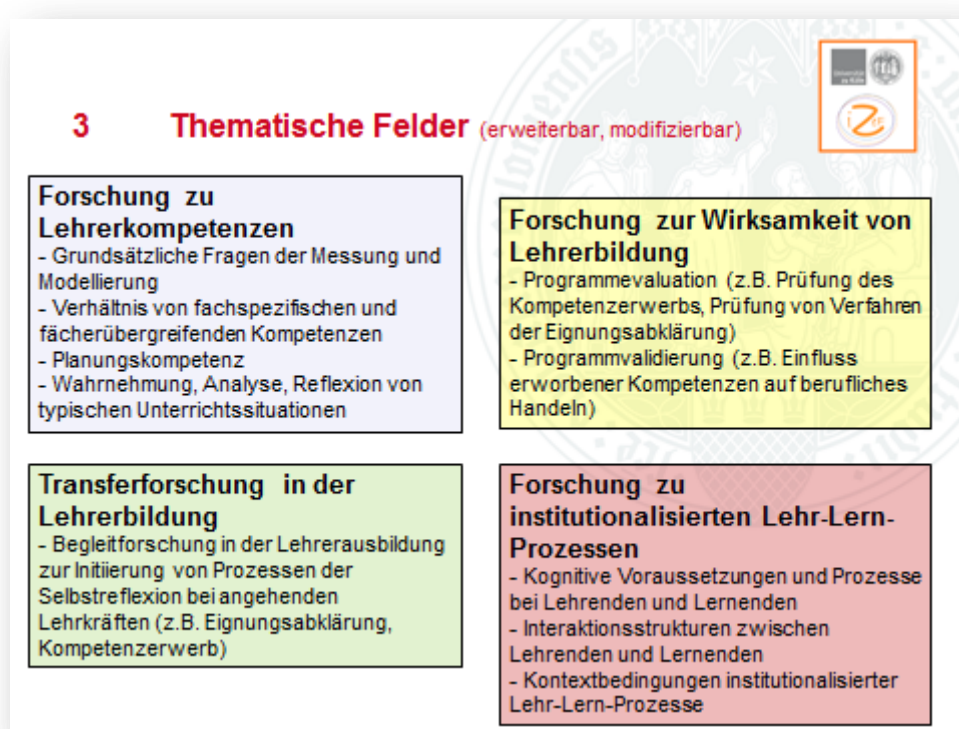 3 Thematische Felder (erweiterbar, modifizierbar)
Forschung zu
Lehrerkompetenzen
- Grundsätzliche Fragen der Messung und
Modellierung
- Verhältnis von fachspezifischen und
fächerübergreifenden Kompetenzen
- Planungskompetenz
- Wahrnehmung, Analyse, Reflexion von
typischen Unterrichtssituationen
Forschung zur Wirksamkeit von
Lehrerbildung
- Programmevaluation (z.B. Prüfung des
Kompetenzerwerbs, Prüfung von Verfahren
der Eignungsabklärung)
- Programmvalidierung (z.B. Einfluss
erworbener Kompetenzen auf berufliches
Handeln)
Transferforschung in der
Lehrerbildung
- Begleitforschung in der Lehrerausbildung
zur Initiierung von Prozessen der
Selbstreflexion bei angehenden
Lehrkräften (z.B. Eignungsabklärung,
Kompetenzerwerb)
Forschung zu
institutionalisierten Lehr-Lern-
Prozessen
- Kognitive Voraussetzungen und Prozesse
bei Lehrenden und Lernenden
- Interaktionsstrukturen zwischen
Lehrenden und Lernenden
- Kontextbedingungen institutionalisierter
Lehr-Lern-Prozesse